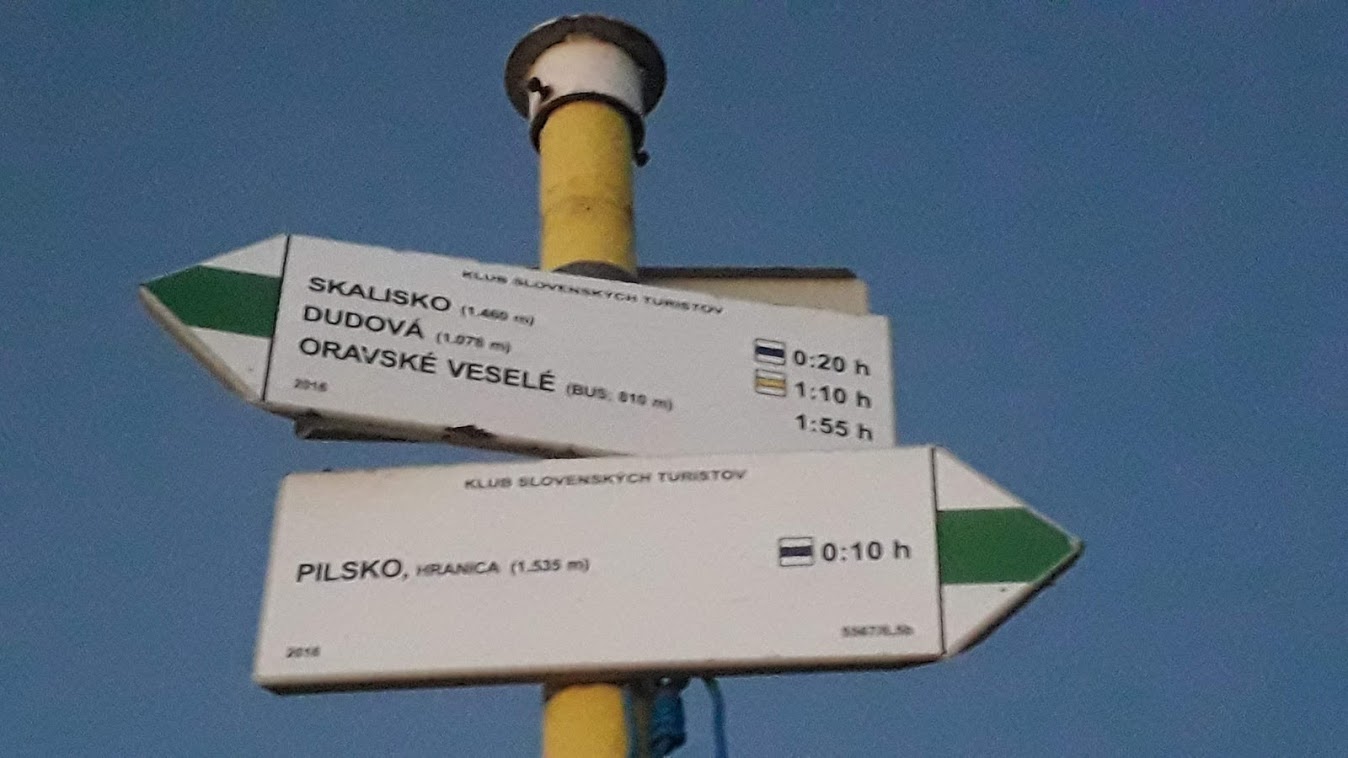 KLUB SLOVENSKÝCH TURISTOV
SKALISKO (1.460 m) 0:20 h
DUDOVÁ (1.078 m) 1:10 h
ORAVSKÉ VESELÉ (BUS; 810 m) 1:55 h
2016
KLUB SLOVENSKÝCH TURISTOV
PILSKO, HRANICA (1.535 m) 0:10 h
2016